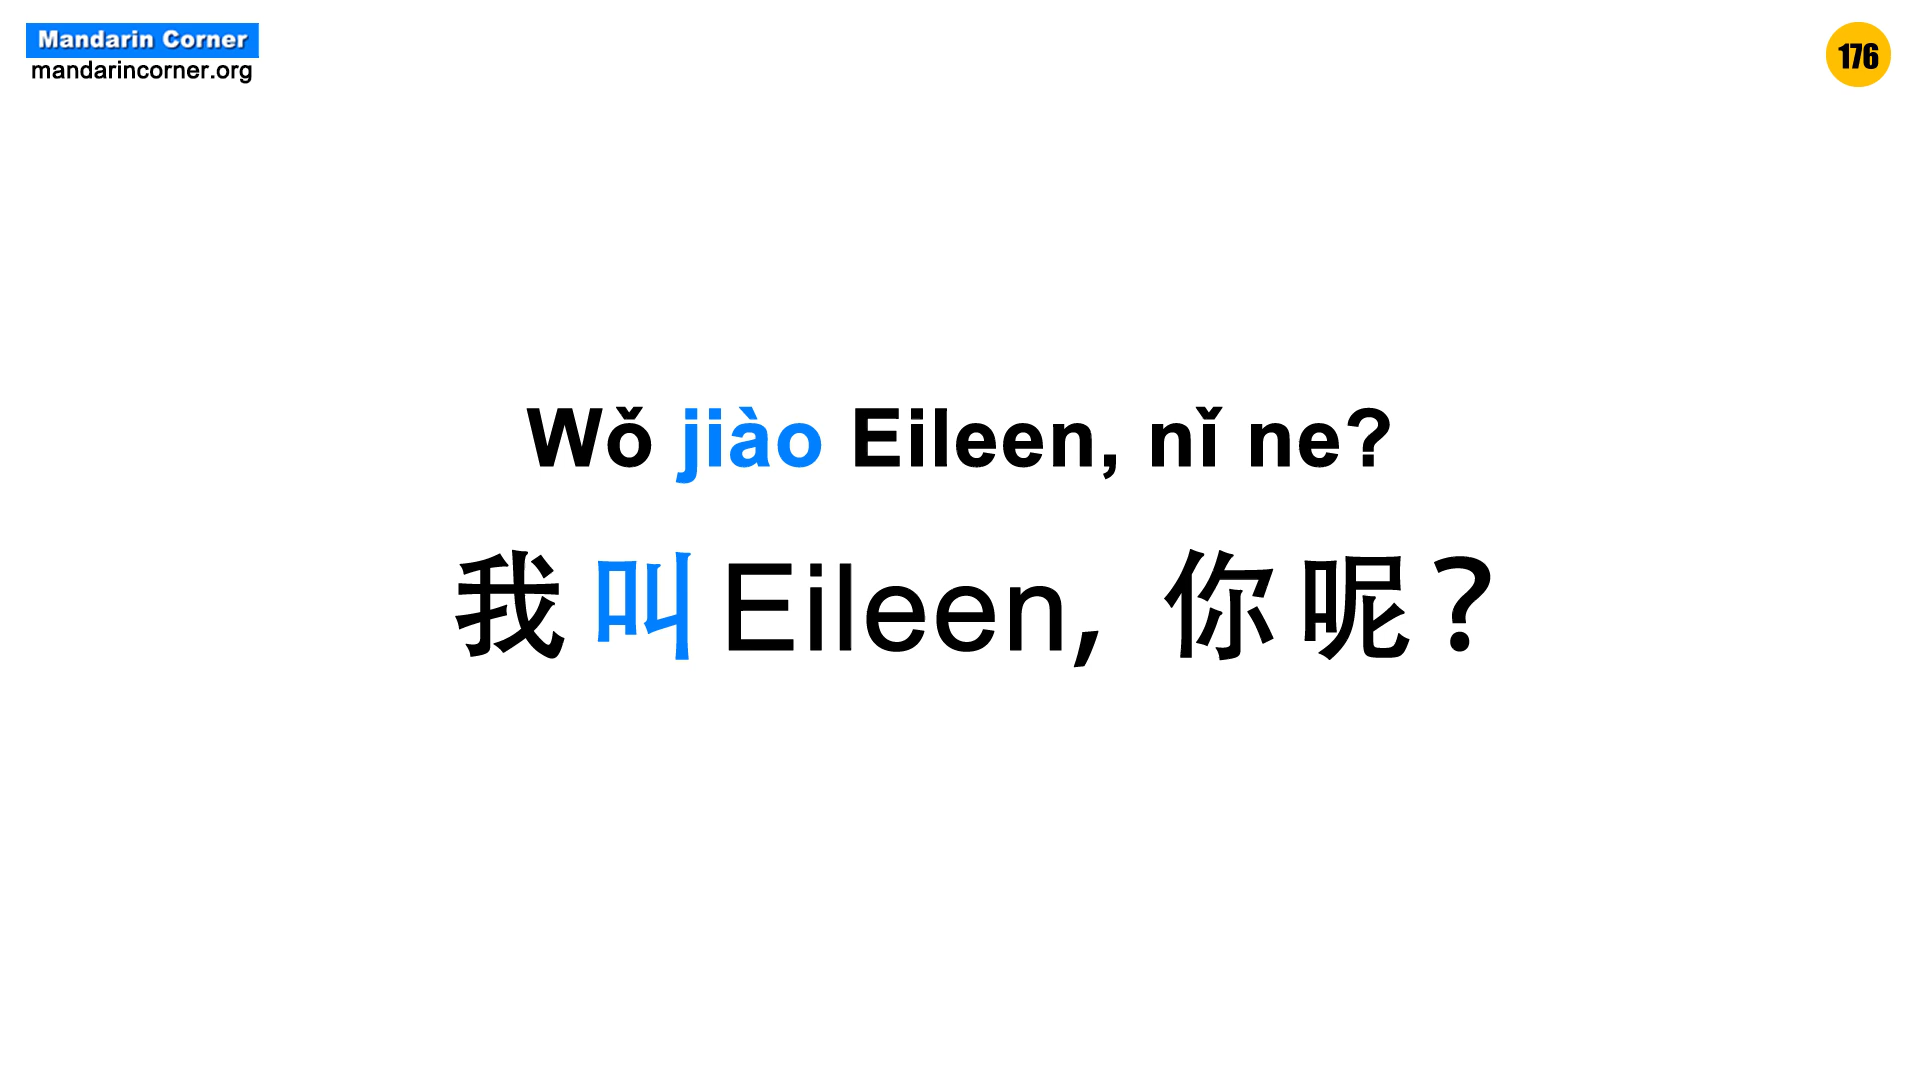 Mandarin Corner
mandarincorner.org
176
Wǒ jiào Eileen, nǐ ne?
我叫Eileen, 你呢?